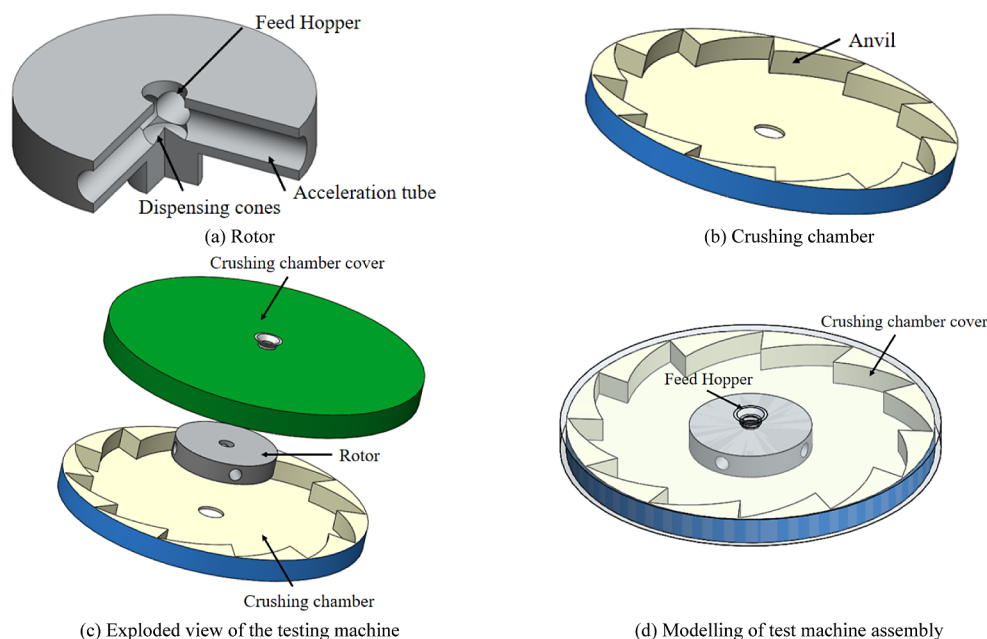 Feed Hopper
Acceleration tube
Dispensing cones
(a) Rotor
Anvil
(b) Crushing chamber
Crushing chamber cover
Rotor
Crushing chamber
(c) Exploded view of the testing machine
Crushing chamber cover
Feed Hopper
(d) Modelling of test machine assembly